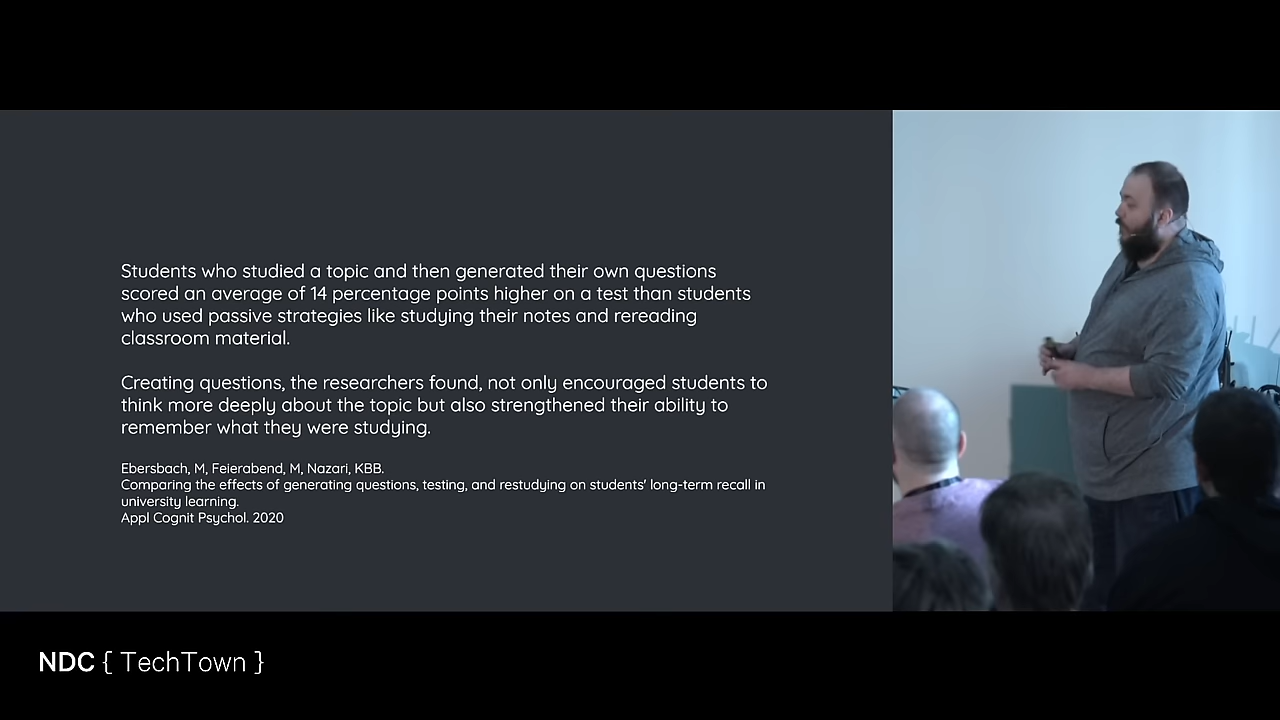 Students who studied a topic and then generated their own questions
scored an average of 14 percentage points higher on a test than students
who used passive strategies like studying their notes and rereading
classroom material.
Creating questions, the researchers found, not only encouraged students to
think more deeply about the topic but also strengthened their ability to
remember what they were studying.
Ebersbach, M, Feierabend, M, Nazari, KBB.
Comparing the effects of generating questions, testing, and restudying on students' long-term recall in
university learning.
Appl Cognit Psychol. 2020
NDC { TechTown }